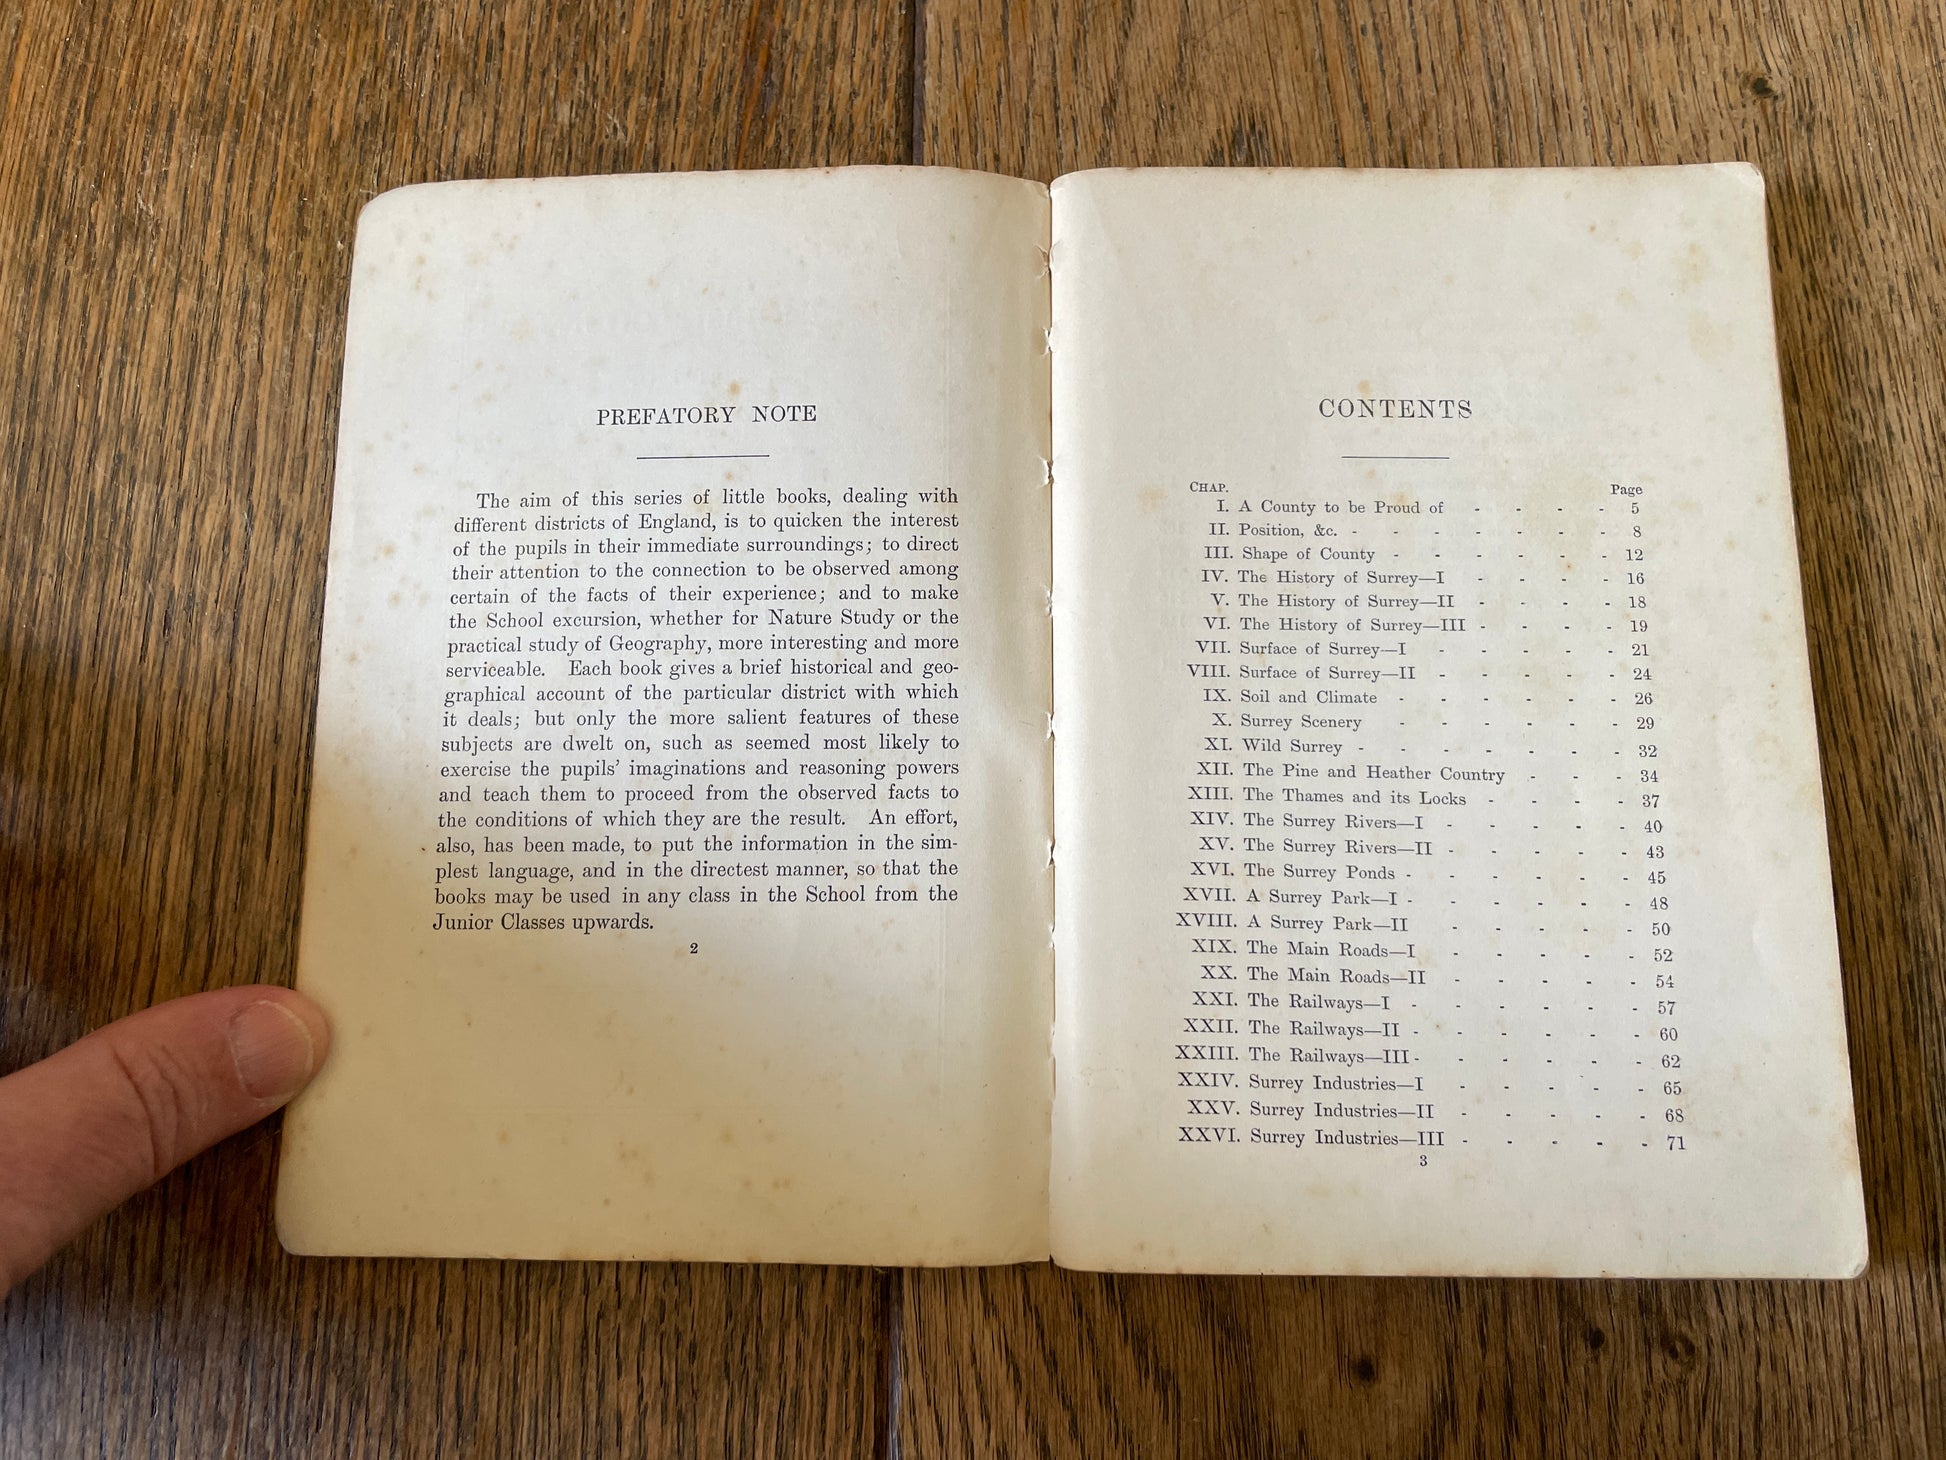 PREFATORY NOTE
The aim of this series of little books, dealing with
different districts of England, is to quicken the interest
of the pupils in their immediate surroundings; to direct
their attention to the connection to be observed among
certain of the facts of their experience; and to make
the School excursion, whether for Nature Study or the
practical study of Geography, more interesting and more
serviceable. Each book gives a brief historical and geo-
graphical account of the particular district with which
it deals; but only the more salient features of these
subjects are dwelt on, such as seemed most likely to
exercise the pupils' imaginations and reasoning powers
and teach them to proceed from the observed facts to
the conditions of which they are the result. An effort,
also, has been made, to put the information in the sim-
plest language, and in the directest manner, so that the
books may be used in any class in the School from the
Junior Classes upwards.
2
CONTENTS
CHAP. Page
I. A County to be Proud of - - - - 5
II. Position, &c. - - - - - - - 8
III. Shape of County - - - - - - 12
IV. The History of Surrey—I - - - - 16
V. The History of Surrey—II - - - - 18
VI. The History of Surrey—III - - - - 19
VII. Surface of Surrey—I - - - - - 21
VIII. Surface of Surrey—II - - - - - 24
IX. Soil and Climate - - - - - - 26
X. Surrey Scenery - - - - - - 29
XI. Wild Surrey - - - - - - - 32
XII. The Pine and Heather Country - - - 34
XIII. The Thames and its Locks - - - - 37
XIV. The Surrey Rivers—I - - - - - 40
XV. The Surrey Rivers—II - - - - - 43
XVI. The Surrey Ponds - - - - - - 45
XVII. A Surrey Park—I - - - - - - 48
XVIII. A Surrey Park—II - - - - - 50
XIX. The Main Roads—I - - - - - 52
XX. The Main Roads—II - - - - - 54
XXI. The Railways—I - - - - - - 57
XXII. The Railways—II - - - - - - 60
XXIII. The Railways—III - - - - - - 62
XXIV. Surrey Industries—I - - - - - 65
XXV. Surrey Industries—II - - - - - 68
XXVI. Surrey Industries—III - - - - - 71
3